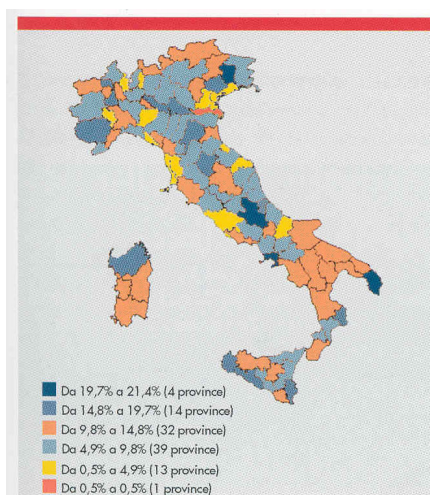 Da 19,7% a 21,4% (4 province)
Da 14,8% a 19,7% (14 province)
Da 9,8% a 14,8% (32 province)
Da 4,9% a 9,8% (39 province)
Da 0,5% a 4,9% (13 province)
Da 0,5% a 0,5% (1 province)